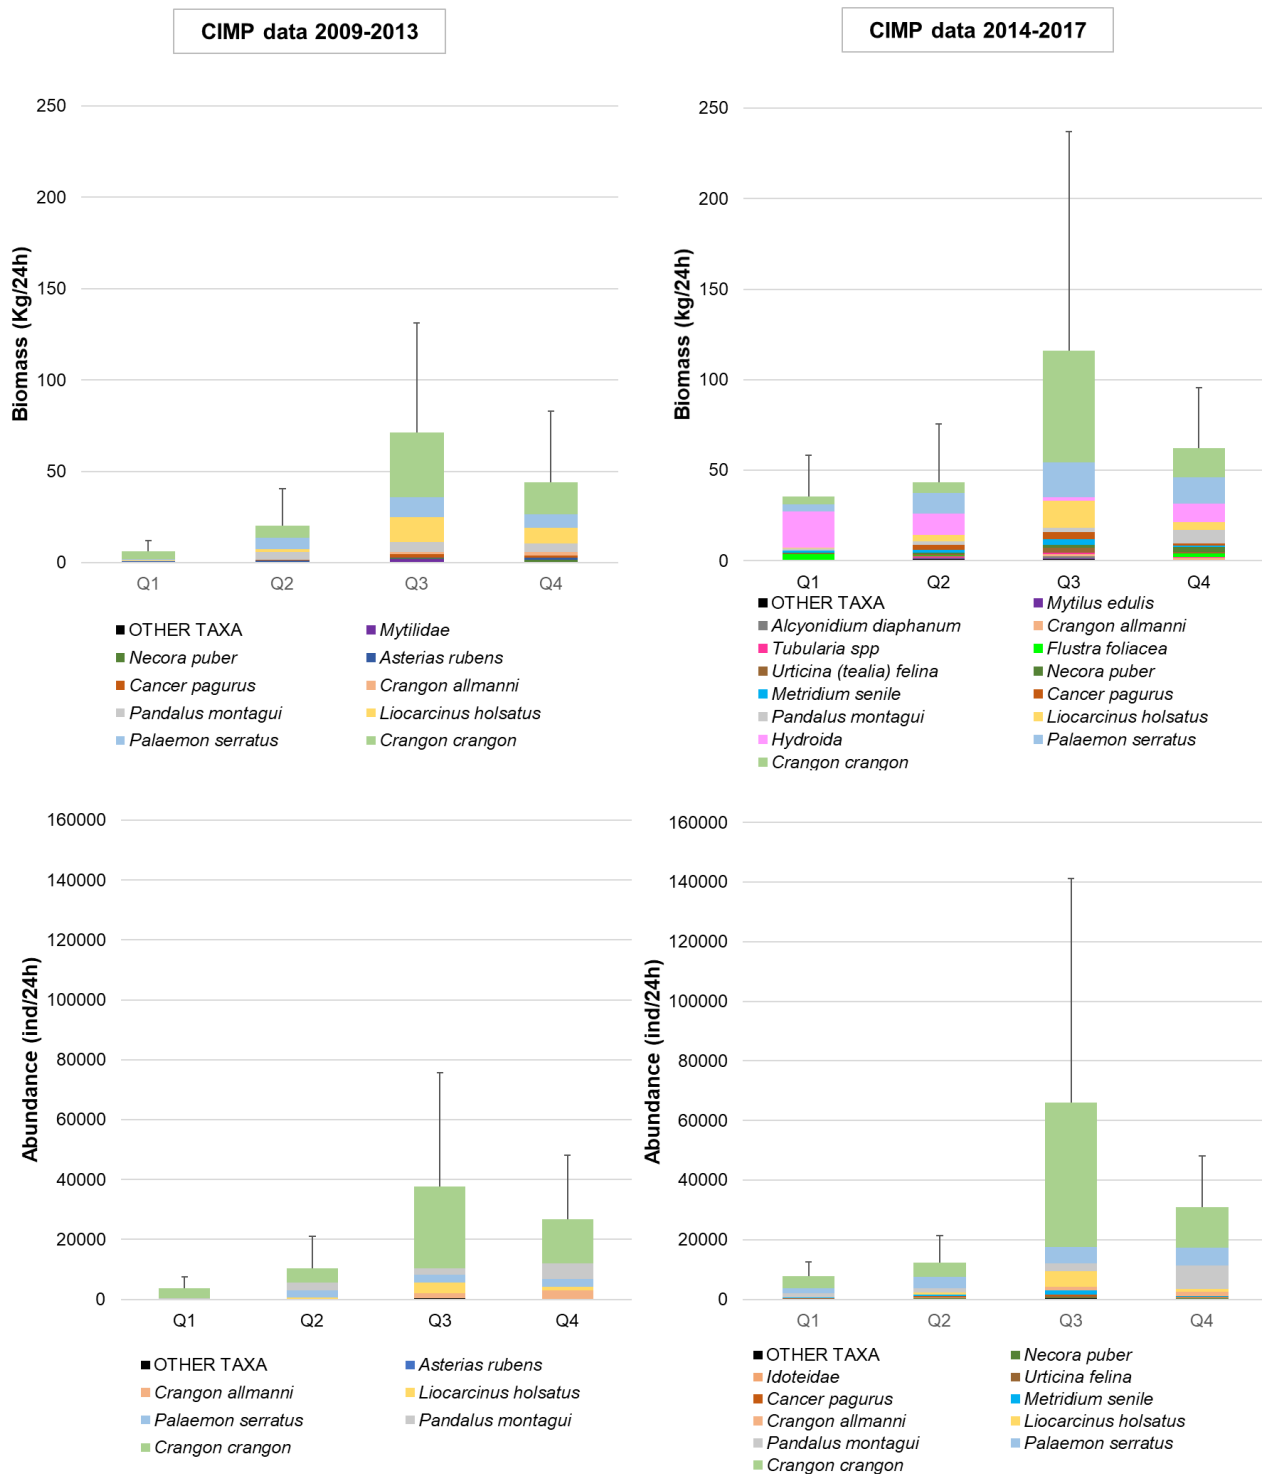 CIMP data 2009-2013
CIMP data 2014-2017
Biomass (Kg/24h)
250
200
150
100
50
0
Q1 Q2 Q3 Q4
OTHER TAXA Mytilidae
Necora puber Asterias rubens
Cancer pagurus Crangon allmanni
Pandalus montagui Liocarcinus holsatus
Palaemon serratus Crangon crangon
Biomass (kg/24h)
250
200
150
100
50
0
Q1 Q2 Q3 Q4
OTHER TAXA Mytilus edulis
Alcyonidium diaphanum Crangon allmanni
Tubularia spp Flustra foliacea
Urticina (tealia) felina Necora puber
Metridium senile Cancer pagurus
Pandalus montagui Liocarcinus holsatus
Hydroida Palaemon serratus
Crangon crangon
Abundance (ind/24h)
160000
140000
120000
100000
80000
60000
40000
20000
0
Q1 Q2 Q3 Q4
OTHER TAXA Asterias rubens
Crangon allmanni Liocarcinus holsatus
Palaemon serratus Pandalus montagui
Crangon crangon
Abundance (ind/24h)
160000
140000
120000
100000
80000
60000
40000
20000
0
Q1 Q2 Q3 Q4
OTHER TAXA Necora puber
Idoteidae Urticina felina
Cancer pagurus Metridium senile
Crangon allmanni Liocarcinus holsatus
Pandalus montagui Palaemon serratus
Crangon crangon